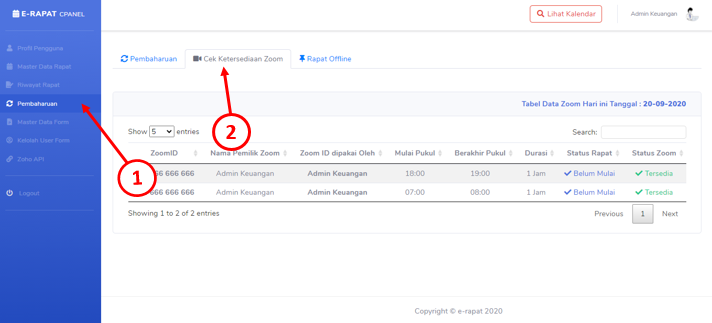 E-RAPAT CPANEL
Lihat Kalendar
Admin Keuangan
Profil Pengguna
Master Data Rapat
Riwayat Rapat
Pembaharuan
Master Data Form
Kelolah User Form
Zoho API
Logout
Pembaharuan
Cek Ketersediaan Zoom
Rapat Offline
Tabel Data Zoom Hari ini Tanggal : 20-09-2020
Show 5 entries
Search:
ZoomID Nama Pemilik Zoom Zoom ID dipakai Oleh Mulai Pukul Berakhir Pukul Durasi Status Rapat Status Zoom
666 666 Admin Keuangan Admin Keuangan 18:00 19:00 1 Jam Belum Mulai Tersedia
666 666 666 Admin Keuangan Admin Keuangan 07:00 08:00 1 Jam Belum Mulai Tersedia
Showing 1 to 2 of 2 entries
Previous 1 Next
1
2
Copyright © e-rapat 2020